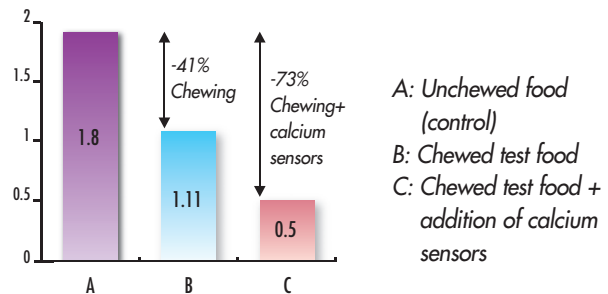 2
1.5
1
0.5
0
1.8
1.11
0.5
-41%
Chewing
-73%
Chewing+
calcium
sensors
A
B
C
A: Unchewed food
(control)
B: Chewed test food
C: Chewed test food +
addition of calcium
sensors